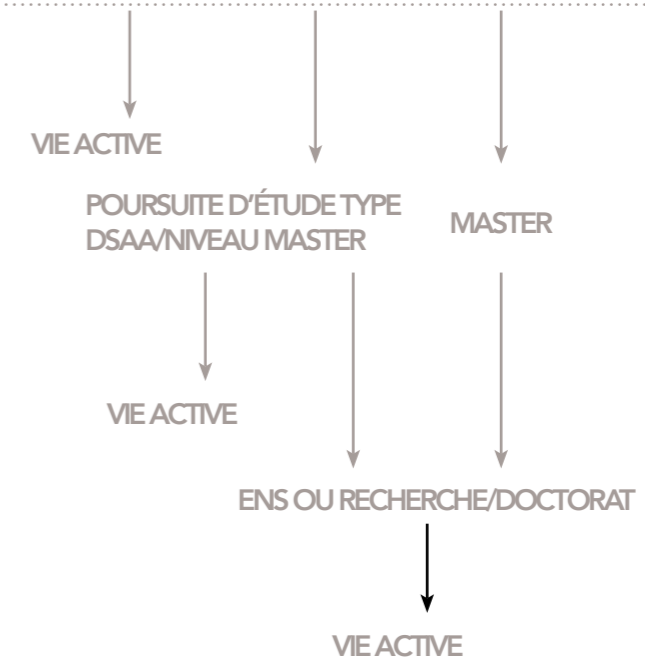 VIE ACTIVE
POURSUITE D'ÉTUDE TYPE
DSAA/NIVEAU MASTER
MASTER
VIE ACTIVE
ENS OU RECHERCHE/DOCTORAT
VIE ACTIVE